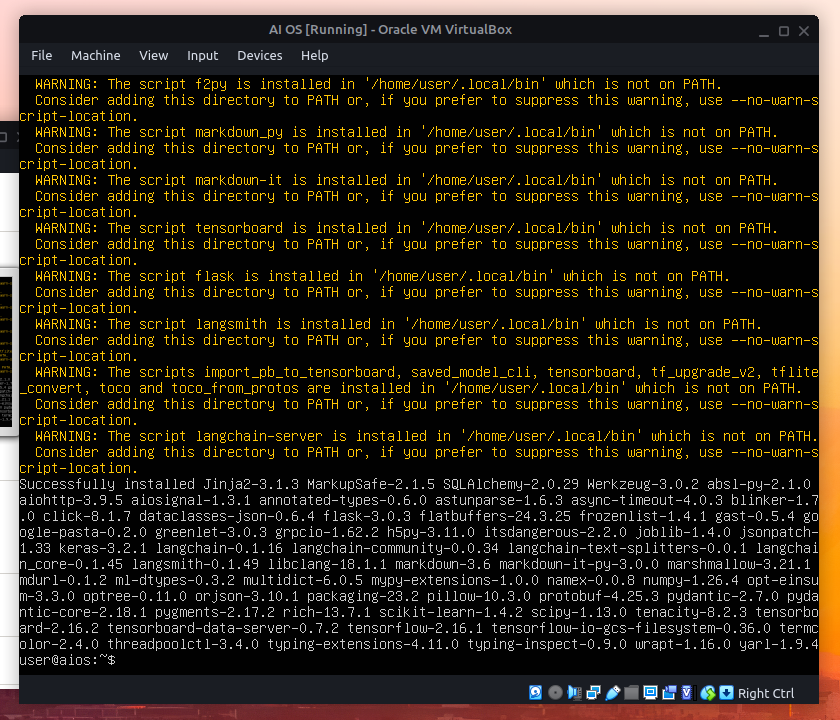 AI OS [Running] - Oracle VM VirtualBox
File Machine View Input Devices Help
WARNING: The script f2py is installed in '/home/user/.local/bin' which is not on PATH.
Consider adding this directory to PATH or, if you prefer to suppress this warning, use --no-warn-s
cript-location.
WARNING: The script markdown_py is installed in '/home/user/.local/bin' which is not on PATH.
Consider adding this directory to PATH or, if you prefer to suppress this warning, use --no-warn-s
cript-location.
WARNING: The script markdown-it is installed in '/home/user/.local/bin' which is not on PATH.
Consider adding this directory to PATH or, if you prefer to suppress this warning, use --no-warn-s
cript-location.
WARNING: The script tensorboard is installed in '/home/user/.local/bin' which is not on PATH.
Consider adding this directory to PATH or, if you prefer to suppress this warning, use --no-warn-s
cript-location.
WARNING: The script flask is installed in '/home/user/.local/bin' which is not on PATH.
Consider adding this directory to PATH or, if you prefer to suppress this warning, use --no-warn-s
cript-location.
WARNING: The script langsmith is installed in '/home/user/.local/bin' which is not on PATH.
Consider adding this directory to PATH or, if you prefer to suppress this warning, use --no-warn-s
cript-location.
WARNING: The scripts import_pb_to_tensorboard, saved_model_cli, tensorboard, tf_upgrade_v2, tflite
_convert, toco and toco_from_protos are installed in '/home/user/.local/bin' which is not on PATH.
Consider adding this directory to PATH or, if you prefer to suppress this warning, use --no-warn-s
cript-location.
WARNING: The script langchain-server is installed in '/home/user/.local/bin' which is not on PATH.
Consider adding this directory to PATH or, if you prefer to suppress this warning, use --no-warn-s
cript-location.
Successfully installed Jinja2-3.1.3 MarkupSafe-2.1.5 SQLAlchemy-2.0.29 Werkzeug-3.0.2 absl-py-2.1.0
aiohttp-3.9.5 aiosignal-1.3.1 annotated-types-0.6.0 astunparse-1.6.3 async-timeout-4.0.3 blinker-1.7
.0 click-8.1.7 dataclasses-json-0.6.4 flask-3.0.3 flatbuffers-24.3.25 frozenlist-1.4.1 gast-0.5.4 go
ogle-pasta-0.2.0 greenlet-3.0.3 grpcio-1.62.2 h5py-3.11.0 itsdangerous-2.2.0 joblib-1.4.0 jsonpatch-
1.33 keras-3.2.1 langchain-0.1.16 langchain-community-0.0.34 langchain-text-splitters-0.0.1 langchai
n_core-0.1.45 langsmith-0.1.49 libclang-18.1.1 markdown-3.6 markdown-it-py-3.0.0 marshmallow-3.21.1
mdurl-0.1.2 ml-dtypes-0.3.2 multidict-6.0.5 mypy-extensions-1.0.0 namex-0.0.8 numpy-1.26.4 opt-einsu
m-3.3.0 optree-0.11.0 orjson-3.10.1 packaging-23.2 pillow-10.3.0 protobuf-4.25.3 pydantic-2.7.0 pyda
ntic-core-2.18.1 pygments-2.17.2 rich-13.7.1 scikit-learn-1.4.2 scipy-1.13.0 tenacity-8.2.3 tensorbo
ard-2.16.2 tensorboard-data-server-0.7.2 tensorflow-2.16.1 tensorflow-io-gcs-filesystem-0.36.0 termc
olor-2.4.0 threadpoolctl-3.4.0 typing-extensions-4.11.0 typing-inspect-0.9.0 wrapt-1.16.0 yarl-1.9.4
user@aios:~$
Right Ctrl